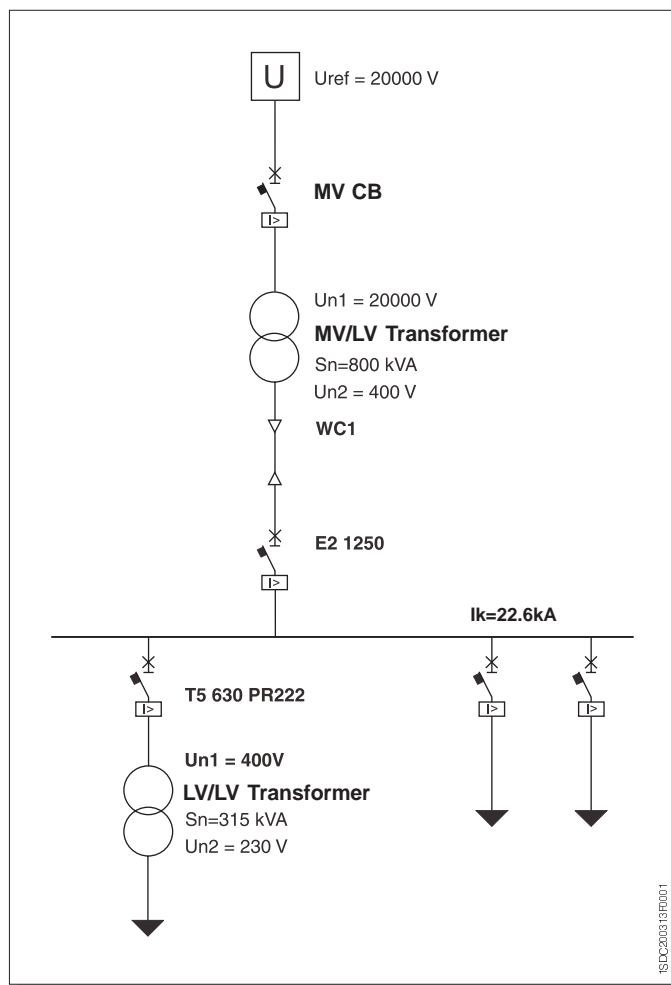 U
Uref = 20000 V
MV CB
I>
Un1 = 20000 V
MV/LV Transformer
Sn=800 kVA
Un2 = 400 V
WC1
E2 1250
I>
Ik=22.6kA
T5 630 PR222
I>
I>
I>
Un1 = 400V
LV/LV Transformer
Sn=315 kVA
Un2 = 230 V
1SDC200313F0001